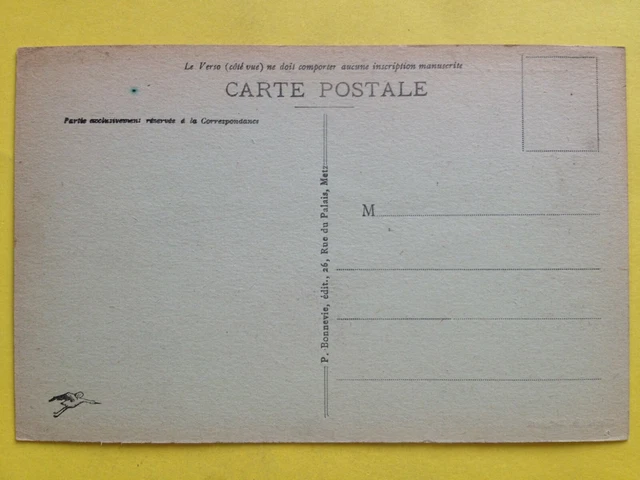 Le Verso (côté vue) ne doit comporter aucune inscription manuscrite
CARTE POSTALE
Partie exclusivement réservée à la Correspondance
P. Bonnevie, édit., 26, Rue du Palais, Metz
M